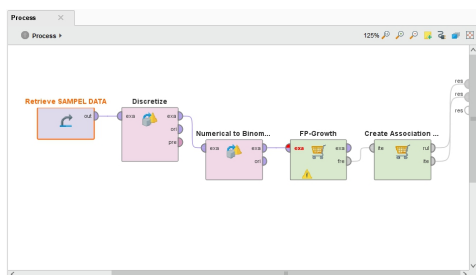 Process
Process
125%
Retrieve SAMPEL DATA
out
Discretize
exa
exa
ori
pre
Numerical to Binom...
exa
exa
ori
FP-Growth
exa
exa
fre
Create Association ...
ite
rul
ite
res
res
res